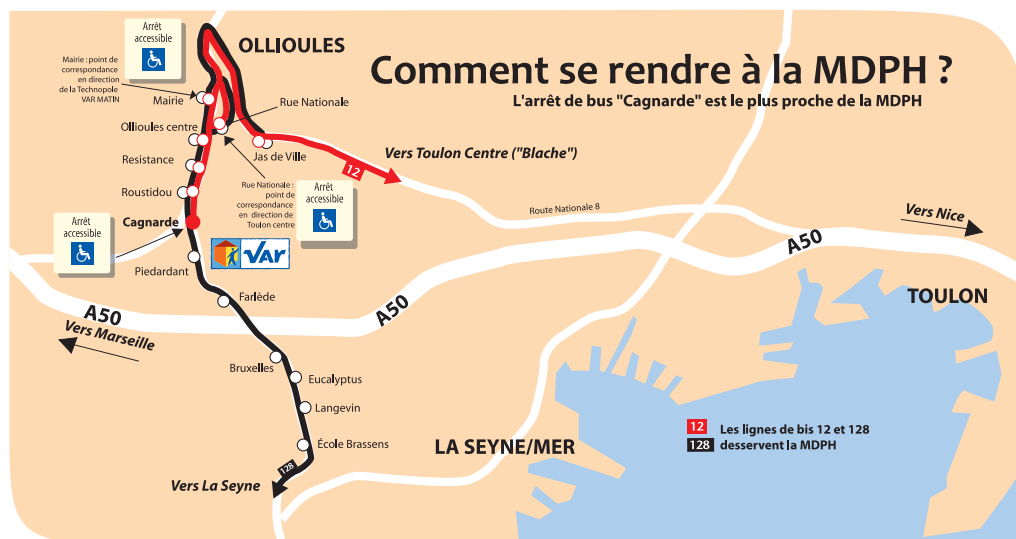 Comment se rendre à la MDPH ?
L'arrêt de bus "Cagnarde" est le plus proche de la MDPH
OLLIOULES
Arrêt
accessible
Mairie : point de
correspondance
en direction
de la Technopole
VAR MATIN
Mairie
Rue Nationale
Ollioules centre
Jas de Ville
Vers Toulon Centre ("Blache")
12
Resistance
Rue Nationale :
point de
correspondance
en direction de
Toulon centre
Arrêt
accessible
Roustidou
Cagnarde
Arrêt
accessible
Var
Route Nationale 8
Vers Nice
A50
Piedardant
Farlède
A50
A50
Vers Marseille
TOULON
Bruxelles
Eucalyptus
Langevin
École Brassens
LA SEYNE/MER
128
Vers La Seyne
12 Les lignes de bis 12 et 128
128 desservent la MDPH